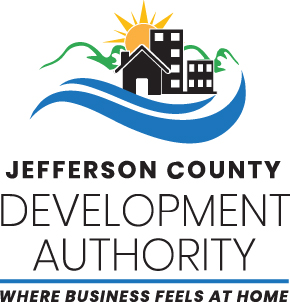 JEFFERSON COUNTY
DEVELOPMENT
AUTHORITY
WHERE BUSINESS FEELS AT HOME